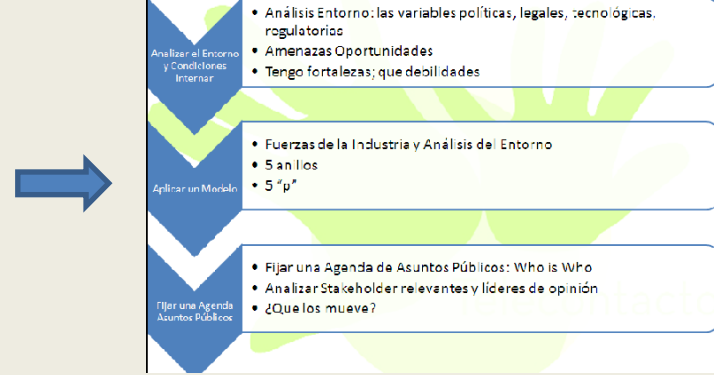 • Análisis Entorno: las variables políticas, legales, tecnológicas, regulatorias
• Amenazas Oportunidades
• Tengo fortalezas; que debilidades
Analizar el Entorno
y Condiciones
Internar
• Fuerzas de la Industria y Análisis del Entorno
• 5 anillos
• 5 “p”
Aplicar un Modelo
• Fijar una Agenda de Asuntos Públicos: Who is Who
• Analizar Stakeholder relevantes y líderes de opinión
• ¿Que los mueve?
Fijar una Agenda
Asuntos Públicos